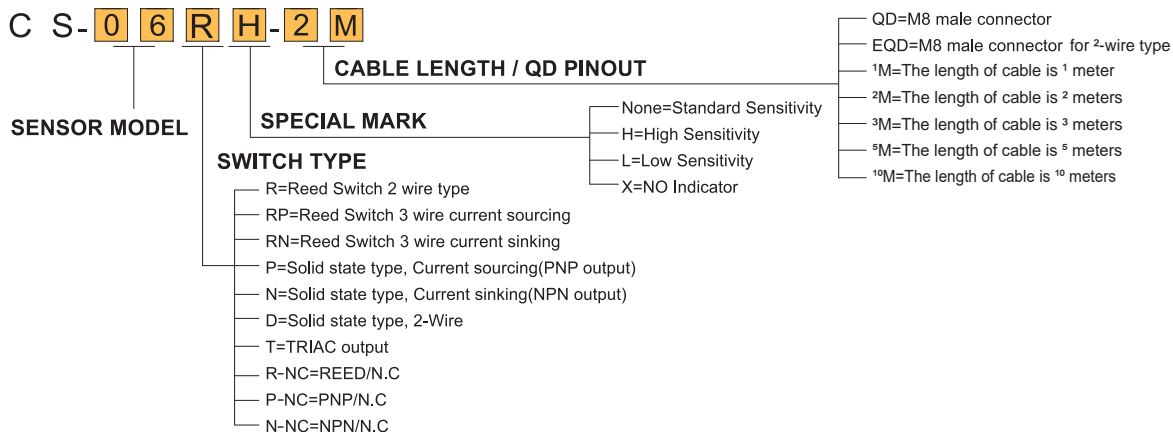 C S-06RH-2M
SENSOR MODEL
SWITCH TYPE
R=Reed Switch 2 wire type
RP=Reed Switch 3 wire current sourcing
RN=Reed Switch 3 wire current sinking
P=Solid state type, Current sourcing(PNP output)
N=Solid state type, Current sinking(NPN output)
D=Solid state type, 2-Wire
T=TRIAC output
R-NC=REED/N.C
P-NC=PNP/N.C
N-NC=NPN/N.C
SPECIAL MARK
None=Standard Sensitivity
H=High Sensitivity
L=Low Sensitivity
X=NO Indicator
CABLE LENGTH / QD PINOUT
QD=M8 male connector
EQD=M8 male connector for ²-wire type
¹M=The length of cable is ¹ meter
²M=The length of cable is ² meters
³M=The length of cable is ³ meters
⁵M=The length of cable is ⁵ meters
¹⁰M=The length of cable is ¹⁰ meters